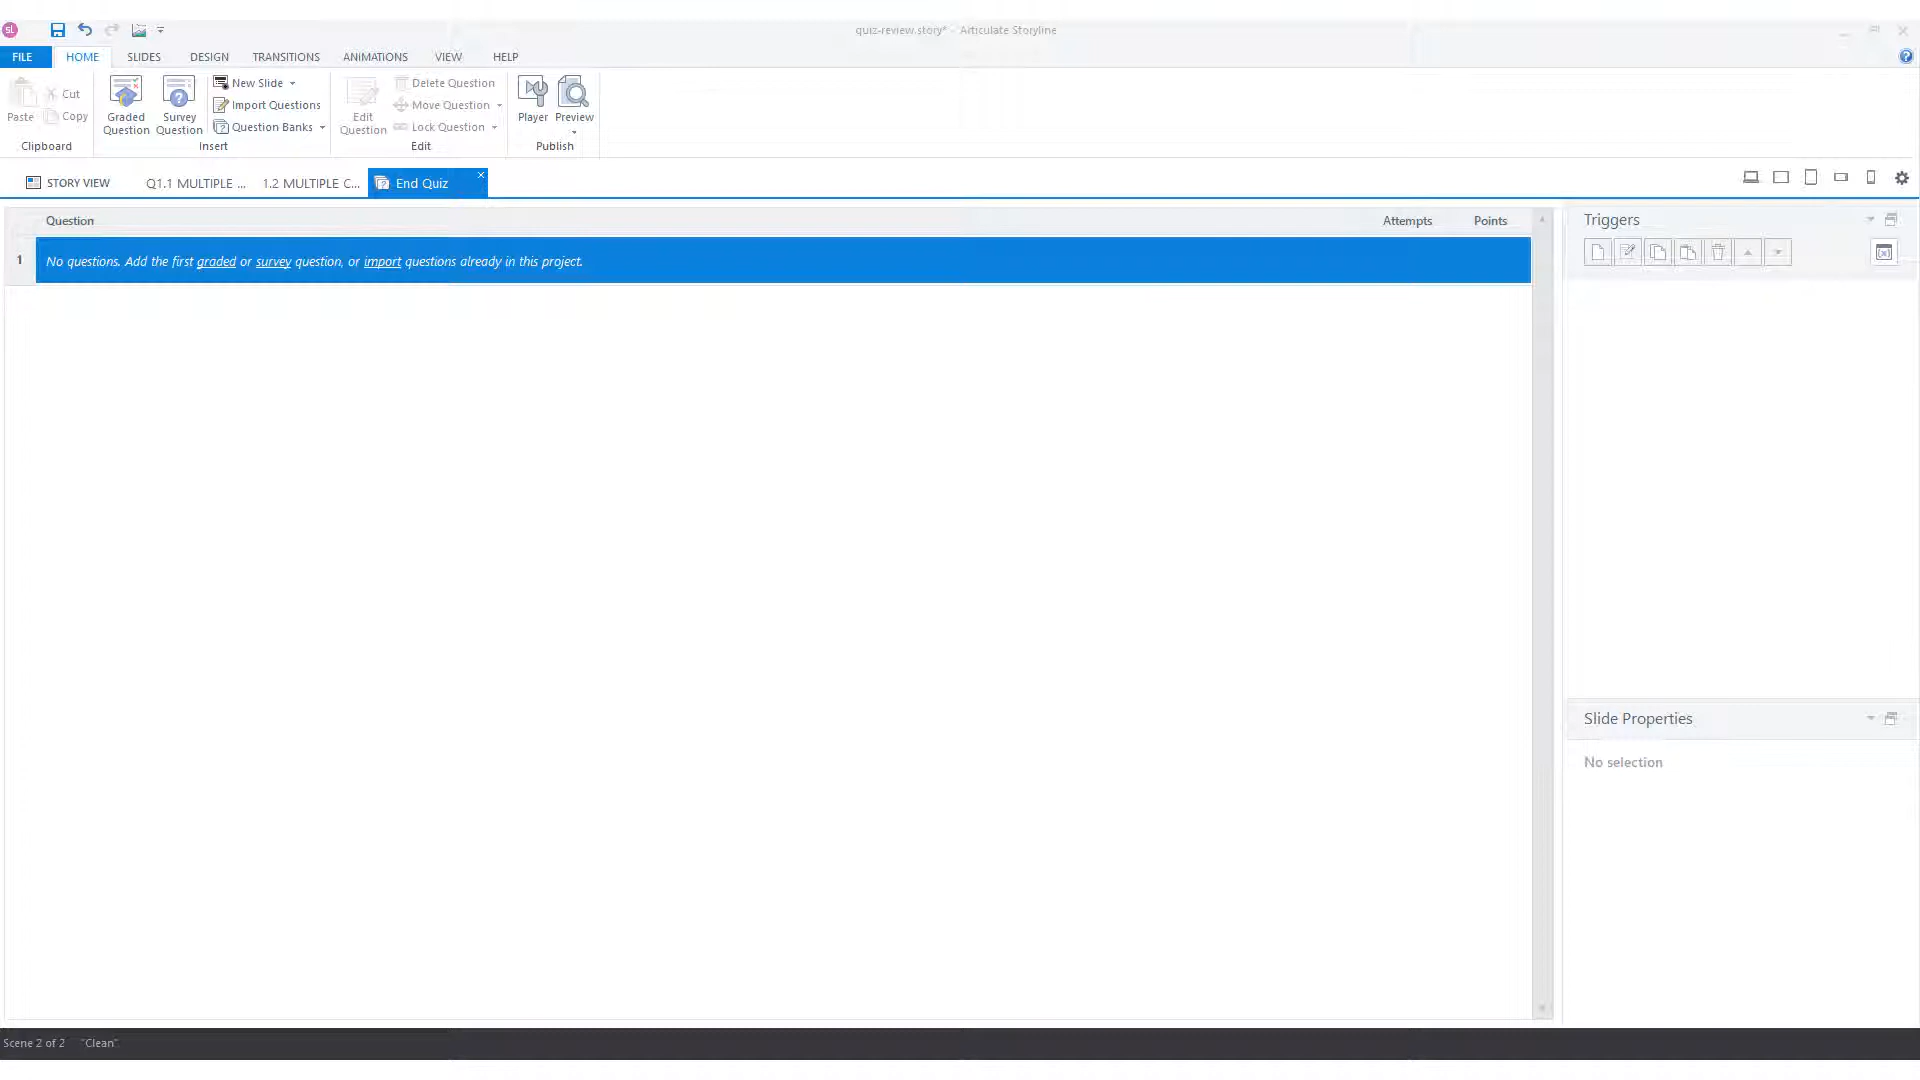 quiz-review.story* - Articulate Storyline
FILE HOME SLIDES DESIGN TRANSITIONS ANIMATIONS VIEW HELP
Paste
Cut
Copy
Clipboard
Graded Question
Survey Question
New Slide
Import Questions
Question Banks
Insert
Edit Question
Delete Question
Move Question
Lock Question
Edit
Player
Preview
Publish
STORY VIEW Q1.1 MULTIPLE ... 1.2 MULTIPLE C... End Quiz
Question Attempts Points
1 No questions. Add the first graded or survey question, or import questions already in this project.
Triggers
Slide Properties
No selection
Scene 2 of 2 "Clean"